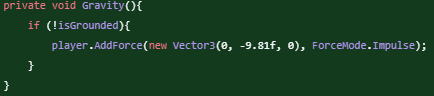 private void Gravity(){
    if (!isGrounded){
        player.AddForce(new Vector3(0, -9.81f, 0), ForceMode.Impulse);
    }
}